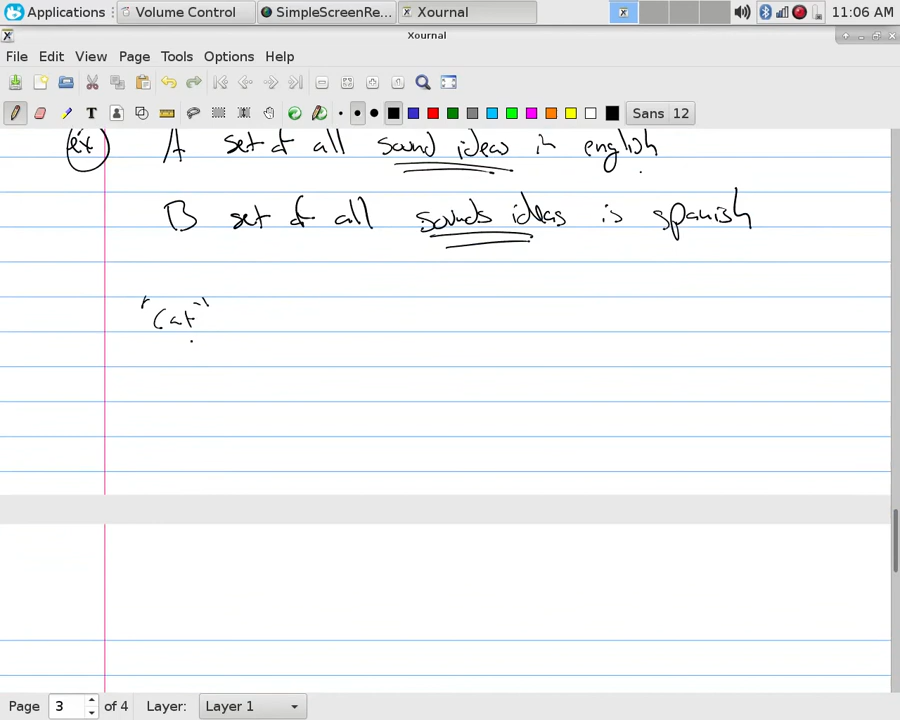 Applications Volume Control SimpleScreenRe... Xournal 11:06 AM
Xournal
File Edit View Page Tools Options Help
T Sans 12
ex A set of all sound ideas in english
B set of all sounds ideas is spanish
"Cat"
Page 3 of 4 Layer: Layer 1